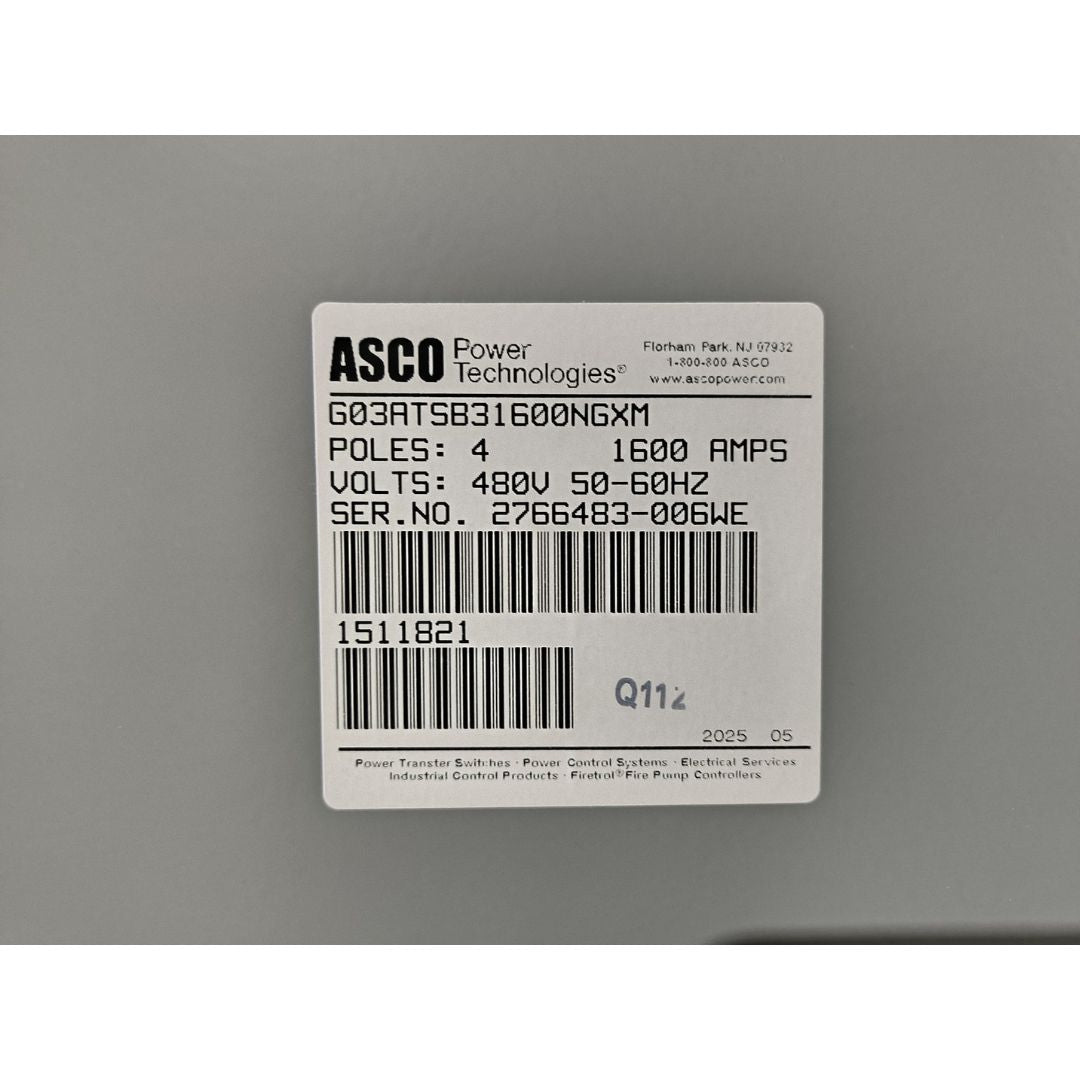 ASCO Power Technologies®
Florham Park, NJ 07932
1-800-800 ASCO
www.ascopower.com
G03ATSB31600NGXM
POLES: 4 1600 AMPS
VOLTS: 480V 50-60HZ
SER.NO. 2766483-006WE
1511821
Q112
2025 05
Power Transfer Switches · Power Control Systems · Electrical Services
Industrial Control Products · Firetrol® Fire Pump Controllers